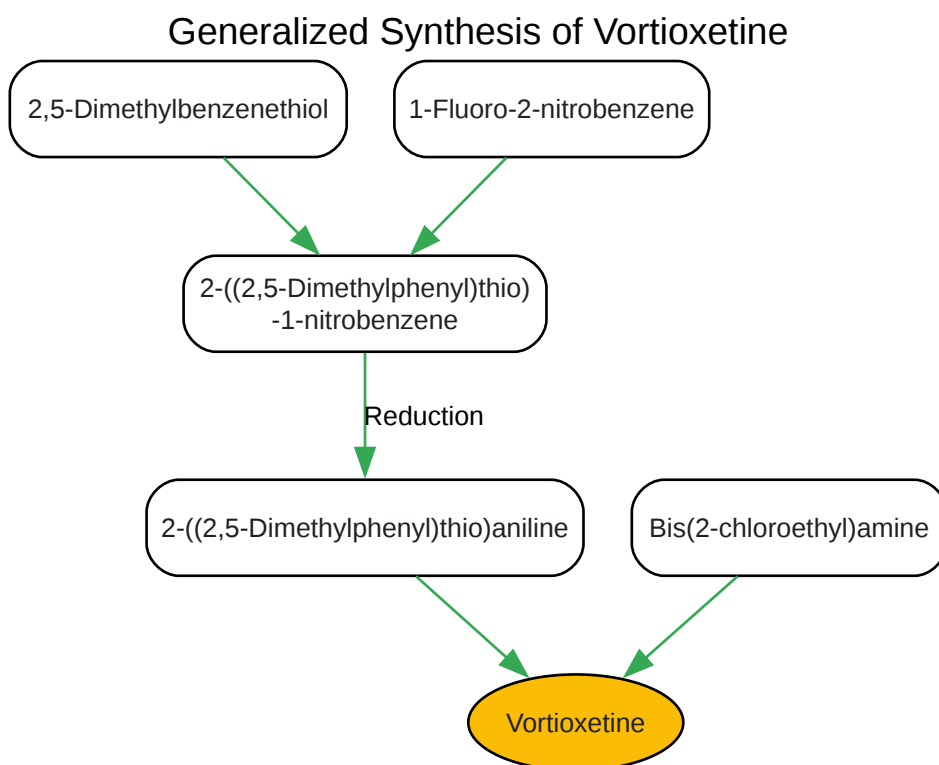 Generalized Synthesis of Vortioxetine
2,5-Dimethylbenzenethiol
1-Fluoro-2-nitrobenzene
2-((2,5-Dimethylphenyl)thio)
-1-nitrobenzene
Reduction
2-((2,5-Dimethylphenyl)thio)aniline
Bis(2-chloroethyl)amine
Vortioxetine